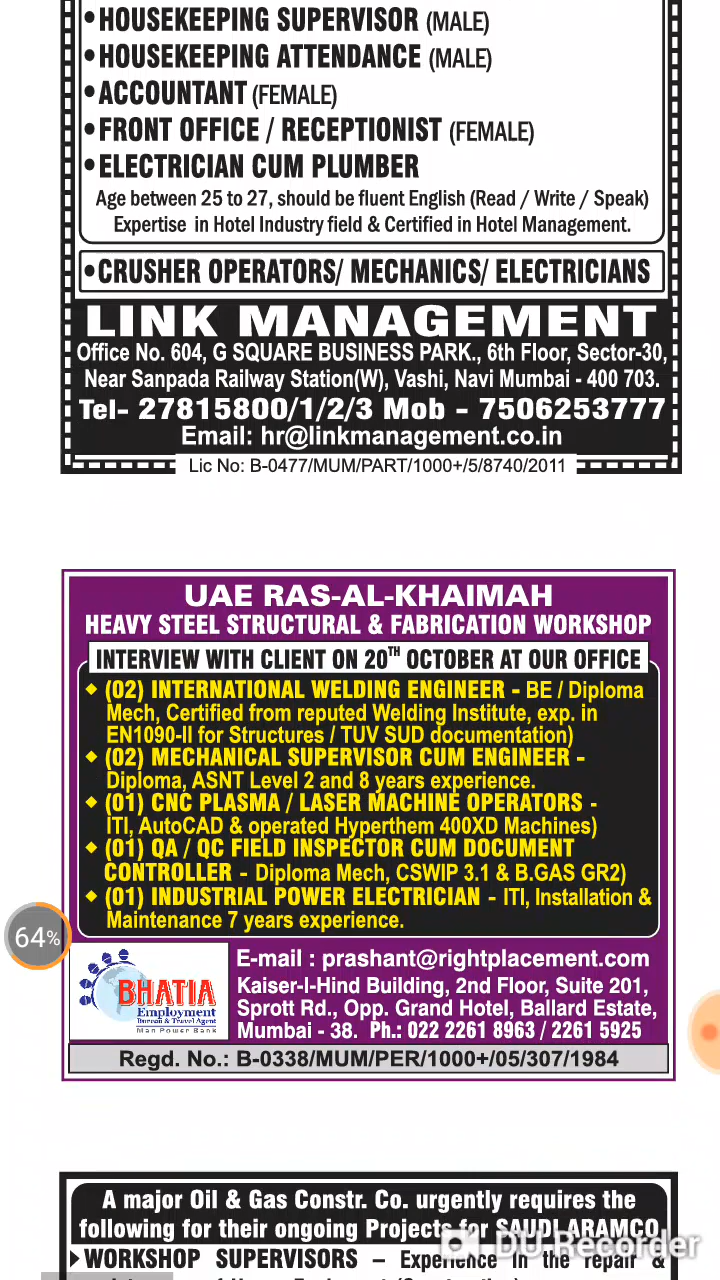 •HOUSEKEEPING SUPERVISOR (MALE)
•HOUSEKEEPING ATTENDANCE (MALE)
•ACCOUNTANT (FEMALE)
•FRONT OFFICE / RECEPTIONIST (FEMALE)
•ELECTRICIAN CUM PLUMBER
Age between 25 to 27, should be fluent English (Read / Write / Speak)
Expertise in Hotel Industry field & Certified in Hotel Management.
•CRUSHER OPERATORS/ MECHANICS/ ELECTRICIANS
LINK MANAGEMENT
Office No. 604, G SQUARE BUSINESS PARK., 6th Floor, Sector-30,
Near Sanpada Railway Station(W), Vashi, Navi Mumbai - 400 703.
Tel- 27815800/1/2/3 Mob - 7506253777
Email: hr@linkmanagement.co.in
Lic No: B-0477/MUM/PART/1000+/5/8740/2011
UAE RAS-AL-KHAIMAH
HEAVY STEEL STRUCTURAL & FABRICATION WORKSHOP
INTERVIEW WITH CLIENT ON 20TH OCTOBER AT OUR OFFICE
◆ (02) INTERNATIONAL WELDING ENGINEER - BE / Diploma
Mech, Certified from reputed Welding Institute, exp. in
EN1090-II for Structures / TUV SUD documentation)
◆ (02) MECHANICAL SUPERVISOR CUM ENGINEER -
Diploma, ASNT Level 2 and 8 years experience.
◆ (01) CNC PLASMA / LASER MACHINE OPERATORS -
ITI, AutoCAD & operated Hyperthem 400XD Machines)
◆ (01) QA / QC FIELD INSPECTOR CUM DOCUMENT
CONTROLLER - Diploma Mech, CSWIP 3.1 & B.GAS GR2)
◆ (01) INDUSTRIAL POWER ELECTRICIAN - ITI, Installation &
Maintenance 7 years experience.
64%
BHATIA
Employment
Bureau & Travel Agent
Man Power Bank
E-mail : prashant@rightplacement.com
Kaiser-I-Hind Building, 2nd Floor, Suite 201,
Sprott Rd., Opp. Grand Hotel, Ballard Estate,
Mumbai - 38. Ph.: 022 2261 8963 / 2261 5925
Regd. No.: B-0338/MUM/PER/1000+/05/307/1984
A major Oil & Gas Constr. Co. urgently requires the
following for their ongoing Projects for SAUDI ARAMCO
DU Recorder
WORKSHOP SUPERVISORS – Experience in the repair &